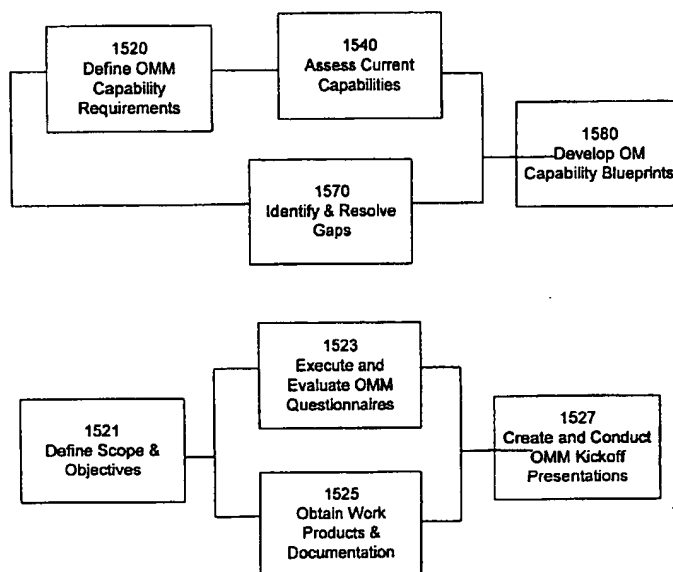 1520
Define OMM
Capability
Requirements
1540
Assess Current
Capabilities
1570
Identify & Resolve
Gaps
1580
Develop OM
Capability Blueprints
1521
Define Scope &
Objectives
1523
Execute and
Evaluate OMM
Questionnaires
1525
Obtain Work
Products &
Documentation
1527
Create and Conduct
OMM Kickoff
Presentations